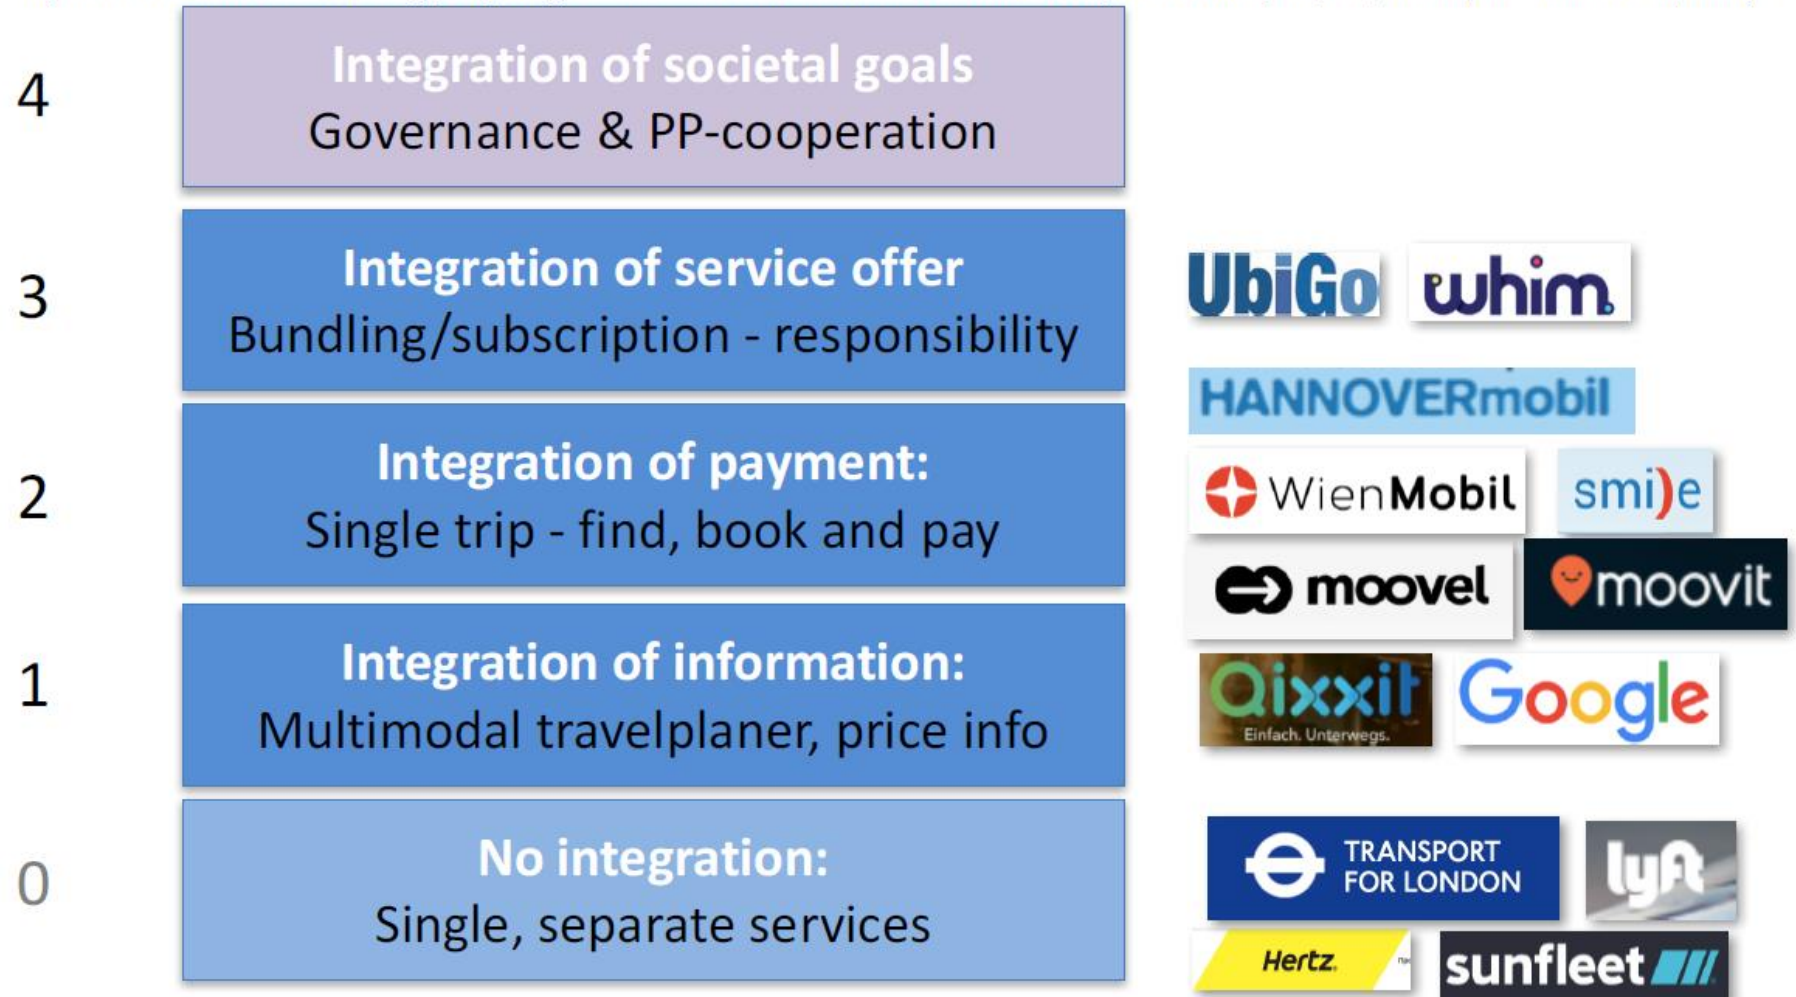 4
Integration of societal goals
Governance & PP-cooperation
3
Integration of service offer
Bundling/subscription - responsibility
UbiGo
whim
HANNOVERmobil
2
Integration of payment:
Single trip - find, book and pay
WienMobil
smile
moovel
moovit
1
Integration of information:
Multimodal travelplaner, price info
Qixxit
Einfach. Unterwegs.
Google
0
No integration:
Single, separate services
TRANSPORT
FOR LONDON
lyft
Hertz.
sunfleet